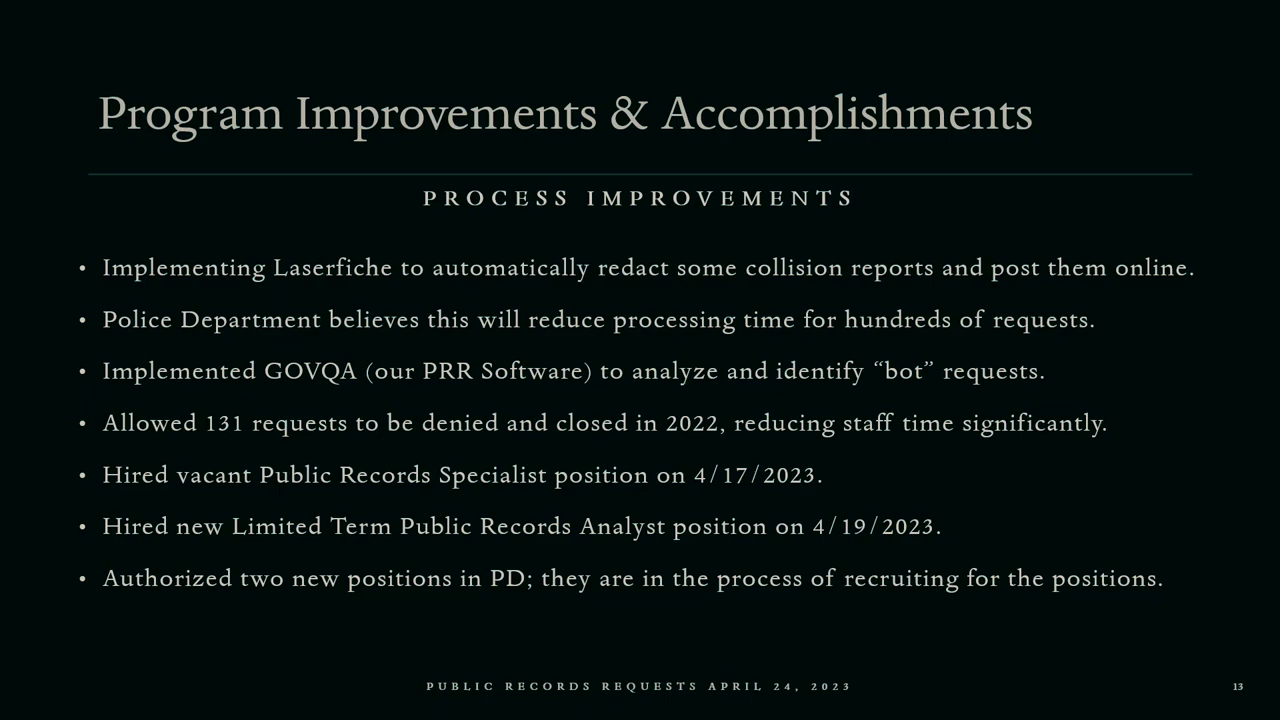 Program Improvements & Accomplishments
PROCESS IMPROVEMENTS
• Implementing Laserfiche to automatically redact some collision reports and post them online.
• Police Department believes this will reduce processing time for hundreds of requests.
• Implemented GOVQA (our PRR Software) to analyze and identify “bot” requests.
• Allowed 131 requests to be denied and closed in 2022, reducing staff time significantly.
• Hired vacant Public Records Specialist position on 4/17/2023.
• Hired new Limited Term Public Records Analyst position on 4/19/2023.
• Authorized two new positions in PD; they are in the process of recruiting for the positions.
PUBLIC RECORDS REQUESTS APRIL 24, 2023
13